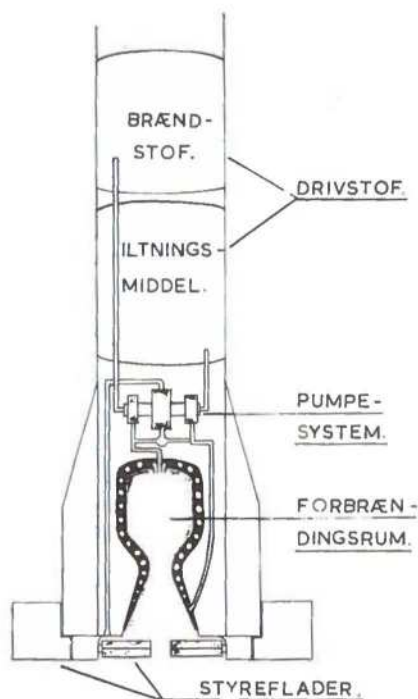 BRÆND-
STOF.
DRIVSTOF.
ILTNINGS-
MIDDEL.
PUMPE-
SYSTEM.
FORBRÆN-
DINGSRUM.
STYREFLADER.